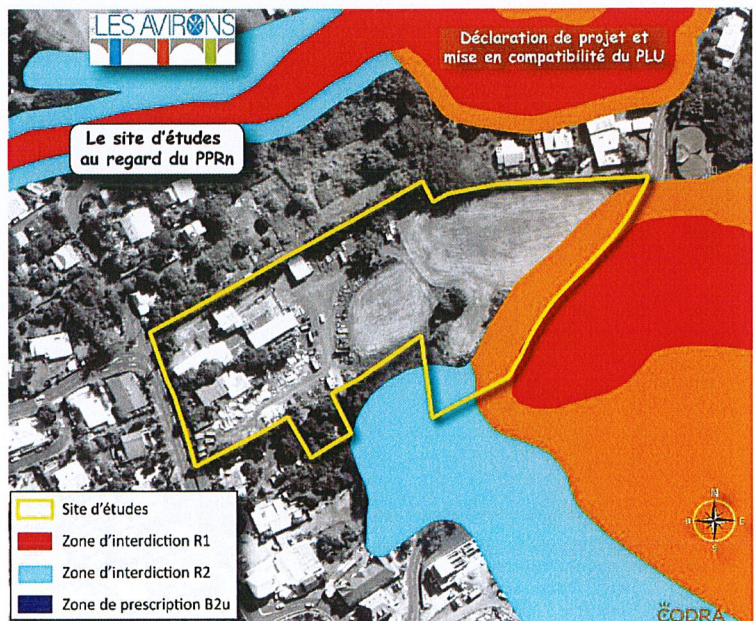 LES AVIRONS
Déclaration de projet et
mise en compatibilité du PLU
Le site d'études
au regard du PPRn
Site d'études
Zone d'interdiction R1
Zone d'interdiction R2
Zone de prescription B2u
N
E
S
CODRA